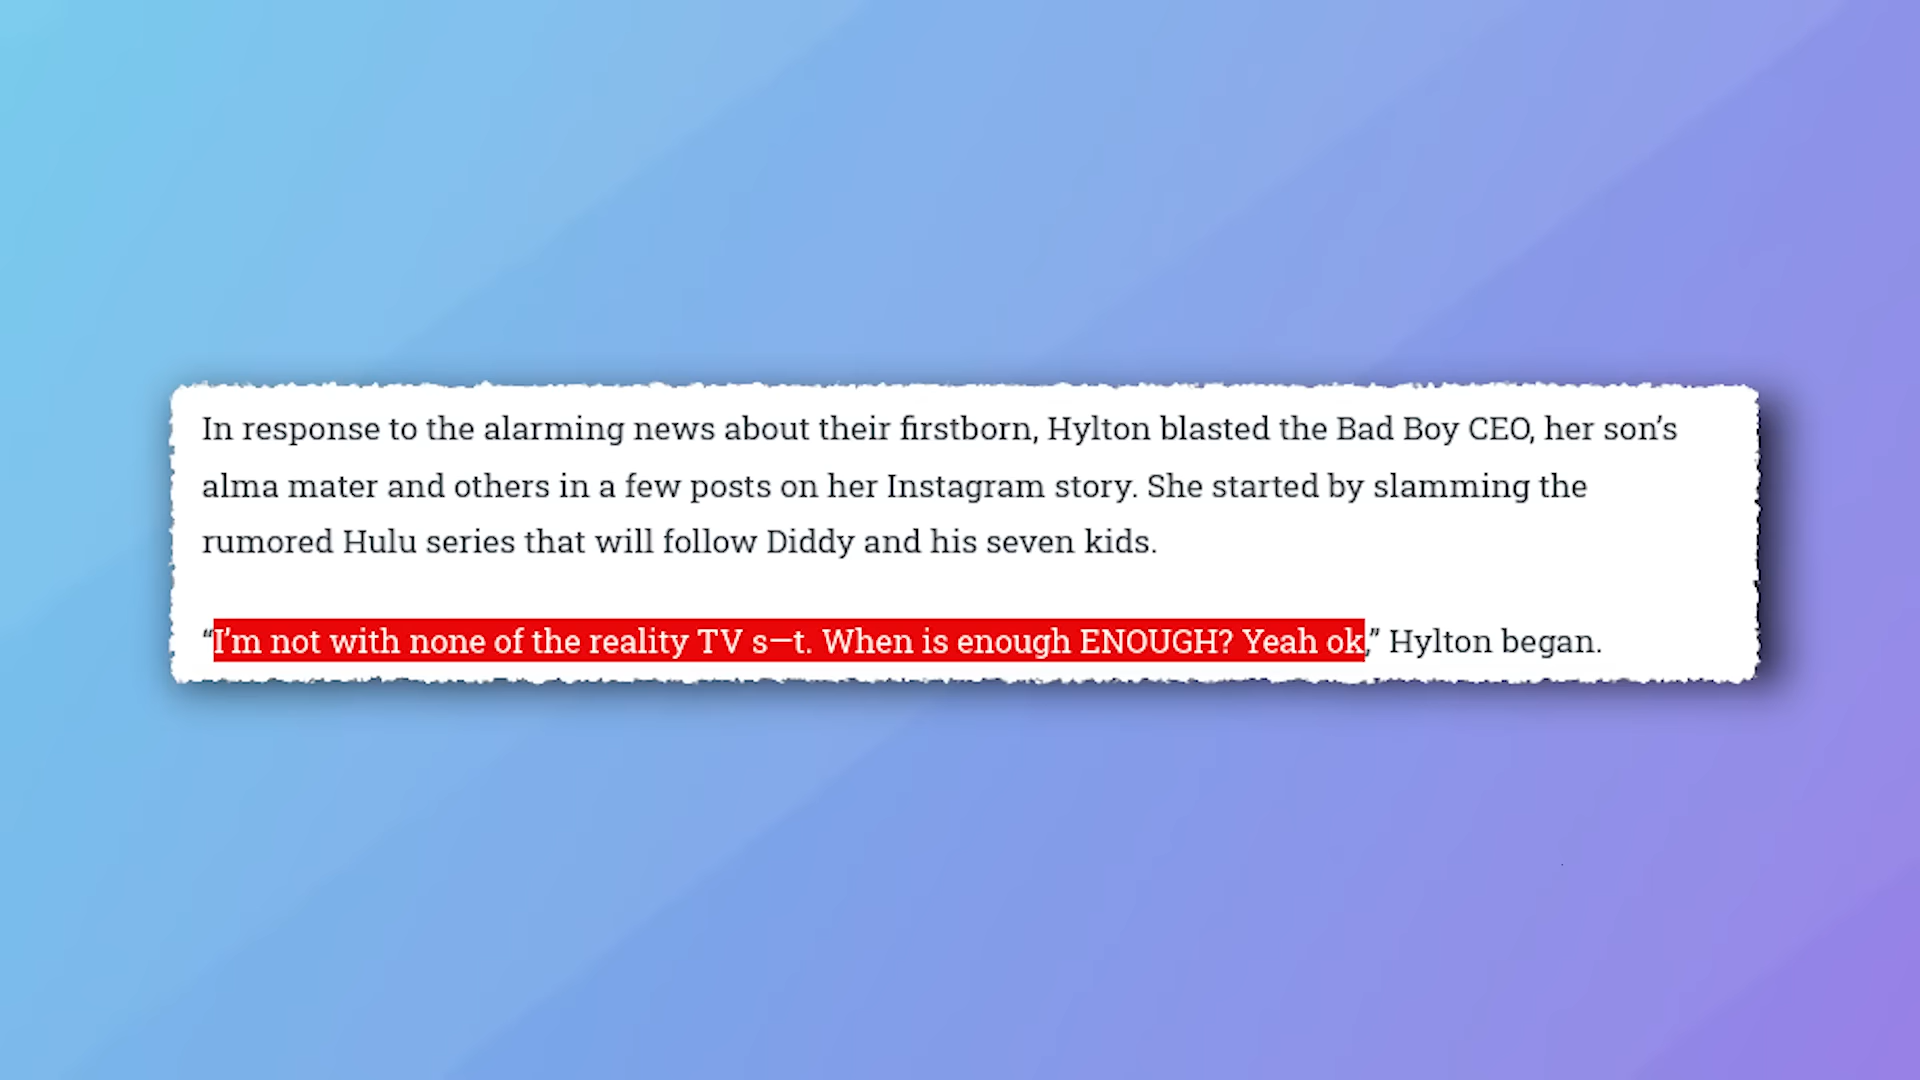 In response to the alarming news about their firstborn, Hylton blasted the Bad Boy CEO, her son’s
alma mater and others in a few posts on her Instagram story. She started by slamming the
rumored Hulu series that will follow Diddy and his seven kids.
“I’m not with none of the reality TV s—t. When is enough ENOUGH? Yeah ok,” Hylton began.